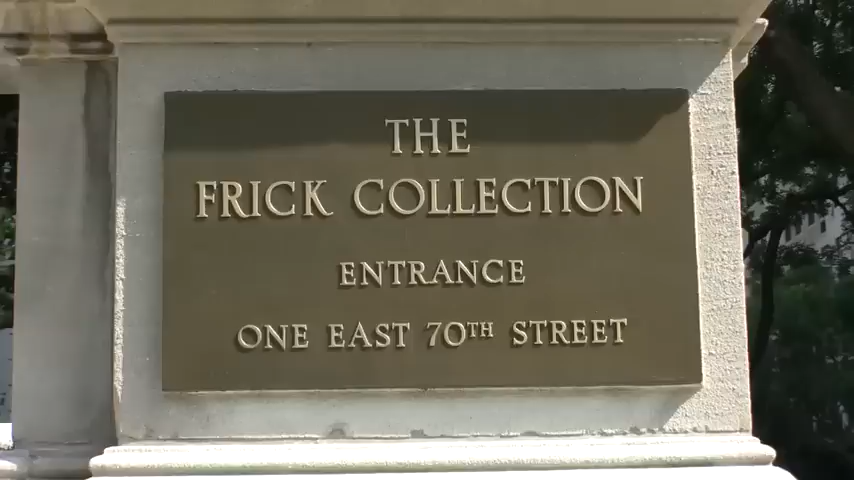 THE
FRICK COLLECTION
ENTRANCE
ONE EAST 70TH STREET